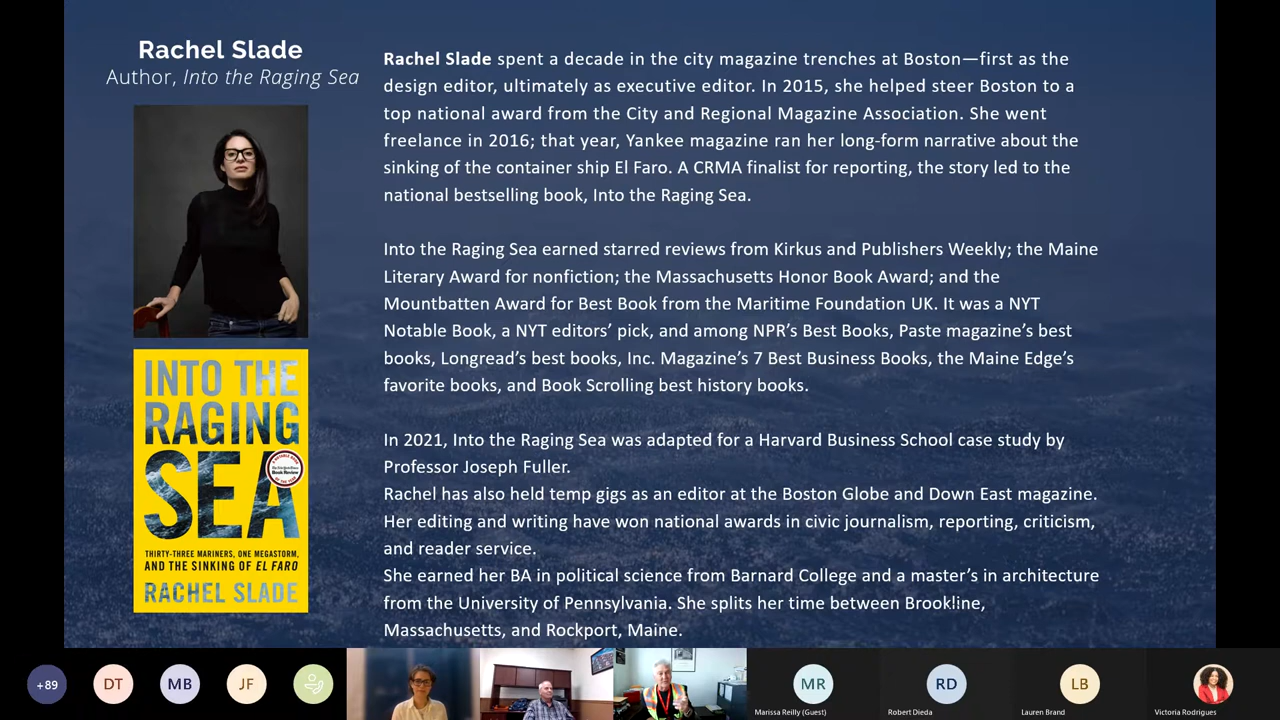 Rachel Slade
Author, Into the Raging Sea
INTO THE
RAGING
SEA
THIRTY-THREE MARINERS, ONE MEGASTORM,
AND THE SINKING OF EL FARO
RACHEL SLADE
Rachel Slade spent a decade in the city magazine trenches at Boston—first as the
design editor, ultimately as executive editor. In 2015, she helped steer Boston to a
top national award from the City and Regional Magazine Association. She went
freelance in 2016; that year, Yankee magazine ran her long-form narrative about the
sinking of the container ship El Faro. A CRMA finalist for reporting, the story led to the
national bestselling book, Into the Raging Sea.
Into the Raging Sea earned starred reviews from Kirkus and Publishers Weekly; the Maine
Literary Award for nonfiction; the Massachusetts Honor Book Award; and the
Mountbatten Award for Best Book from the Maritime Foundation UK. It was a NYT
Notable Book, a NYT editors’ pick, and among NPR’s Best Books, Paste magazine’s best
books, Longread’s best books, Inc. Magazine’s 7 Best Business Books, the Maine Edge’s
favorite books, and Book Scrolling best history books.
In 2021, Into the Raging Sea was adapted for a Harvard Business School case study by
Professor Joseph Fuller.
Rachel has also held temp gigs as an editor at the Boston Globe and Down East magazine.
Her editing and writing have won national awards in civic journalism, reporting, criticism,
and reader service.
She earned her BA in political science from Barnard College and a master’s in architecture
from the University of Pennsylvania. She splits her time between Brookline,
Massachusetts, and Rockport, Maine.
+89
DT
MB
JF
MR
RD
LB
Marissa Reilly (Guest)
Robert Dieda
Lauren Brand
Victoria Rodrigues